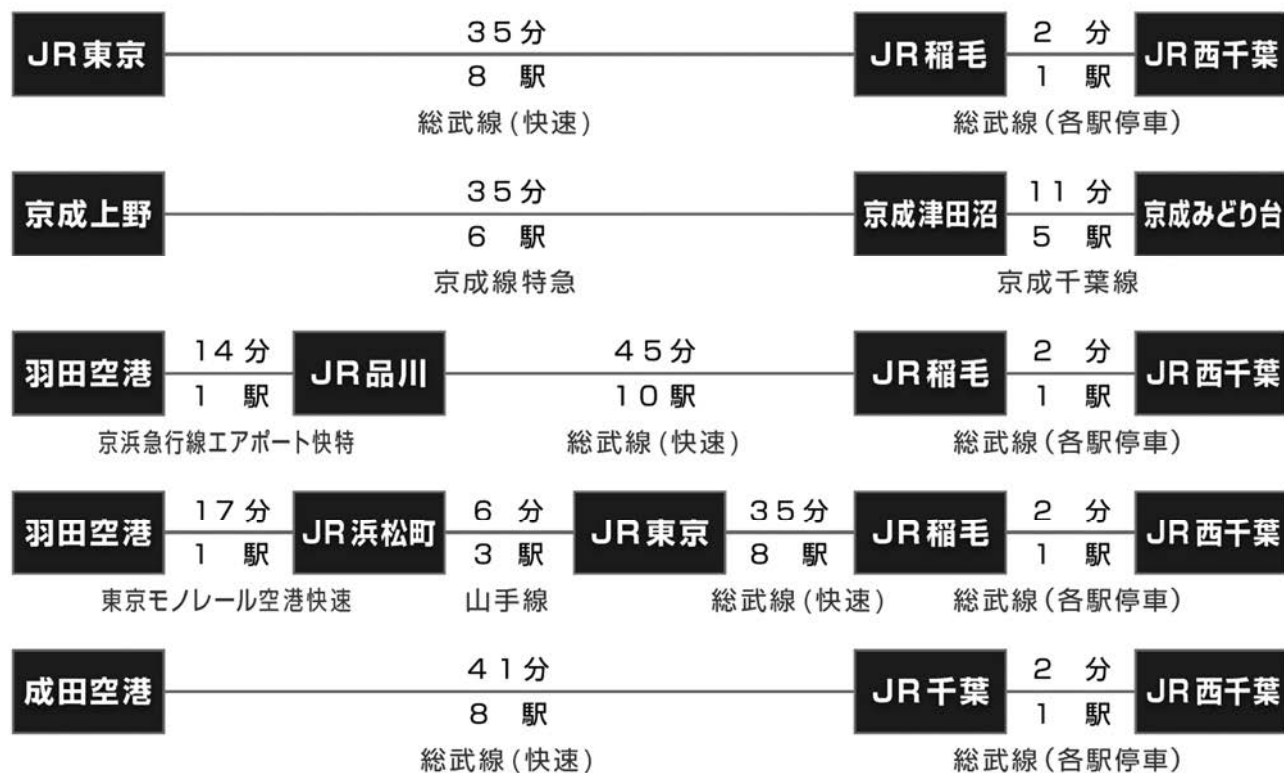 35分 2 分
JR東京 JR稲毛 JR西千葉
8 駅 1 駅
総武線(快速) 総武線(各駅停車)
35分 11分
京成上野 京成津田沼 京成みどり台
6 駅 5 駅
京成線特急 京成千葉線
14分 45分 2 分
羽田空港 JR品川 JR稲毛 JR西千葉
1 駅 10駅 1 駅
京浜急行線エアポート快特 総武線(快速) 総武線(各駅停車)
17分 6 分 35分 2 分
羽田空港 JR浜松町 JR東京 JR稲毛 JR西千葉
1 駅 3 駅 8 駅 1 駅
東京モノレール空港快速 山手線 総武線(快速) 総武線(各駅停車)
41分 2 分
成田空港 JR千葉 JR西千葉
8 駅 1 駅
総武線(快速) 総武線(各駅停車)